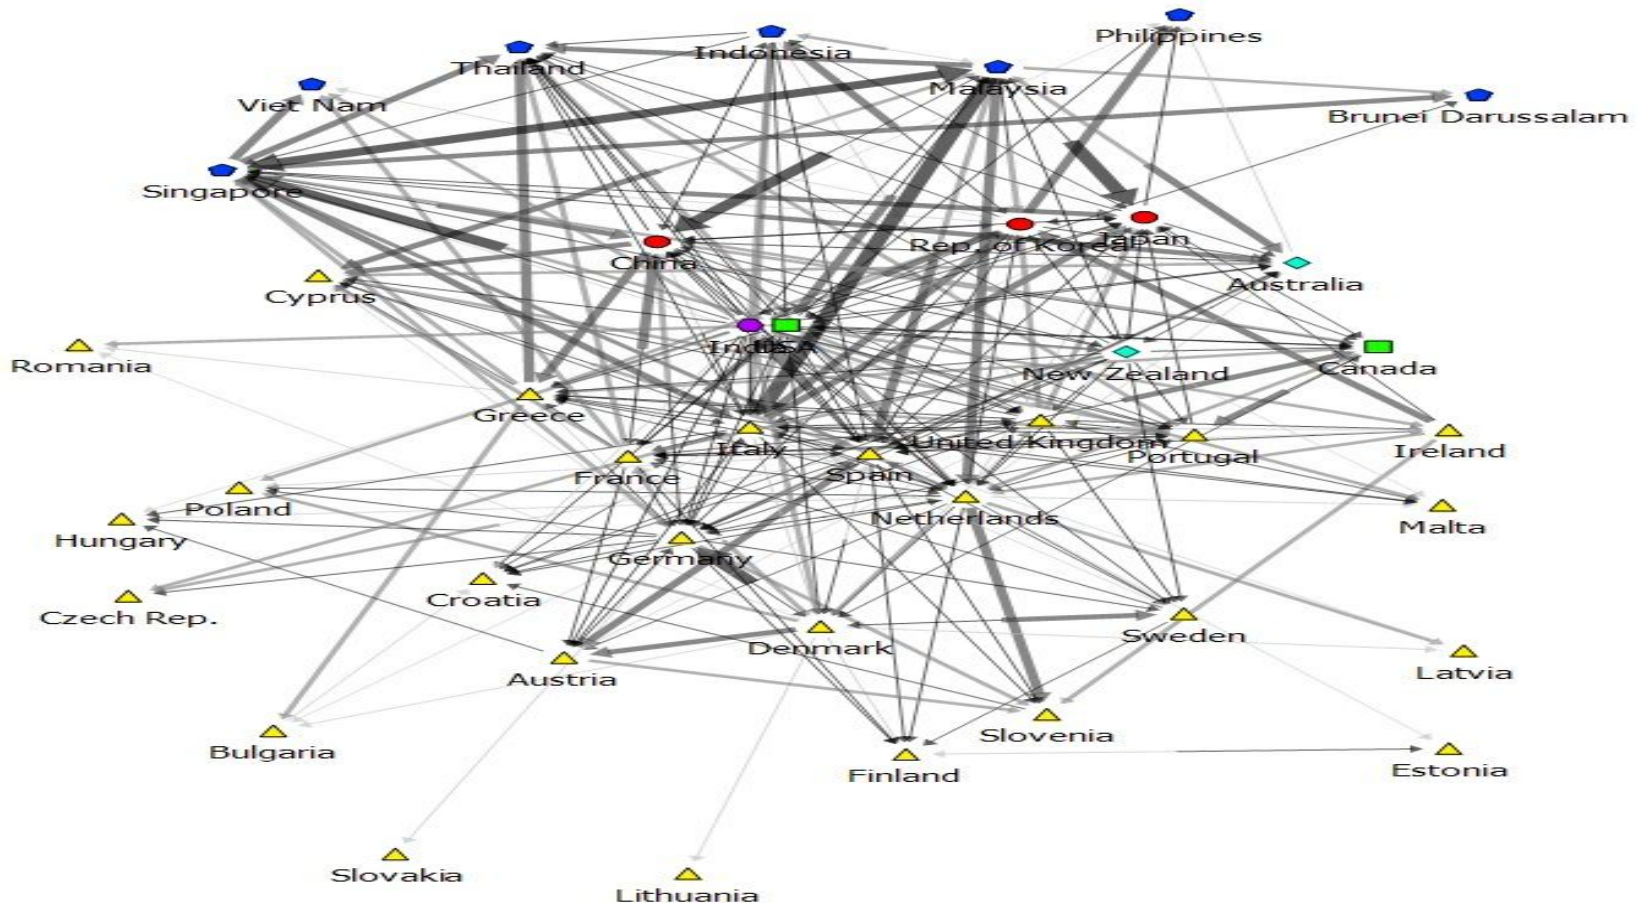 Philippines
Thailand
Indonesia
Malaysia
Viet Nam
Brunei Darussalam
Singapore
Rep. of Korea
Japan
China
Cyprus
Australia
India
USA
Romania
New Zealand
Canada
Greece
Italy
United Kingdom
Portugal
Ireland
France
Spain
Poland
Netherlands
Malta
Hungary
Germany
Croatia
Czech Rep.
Denmark
Sweden
Austria
Latvia
Slovenia
Bulgaria
Finland
Estonia
Slovakia
Lithuania